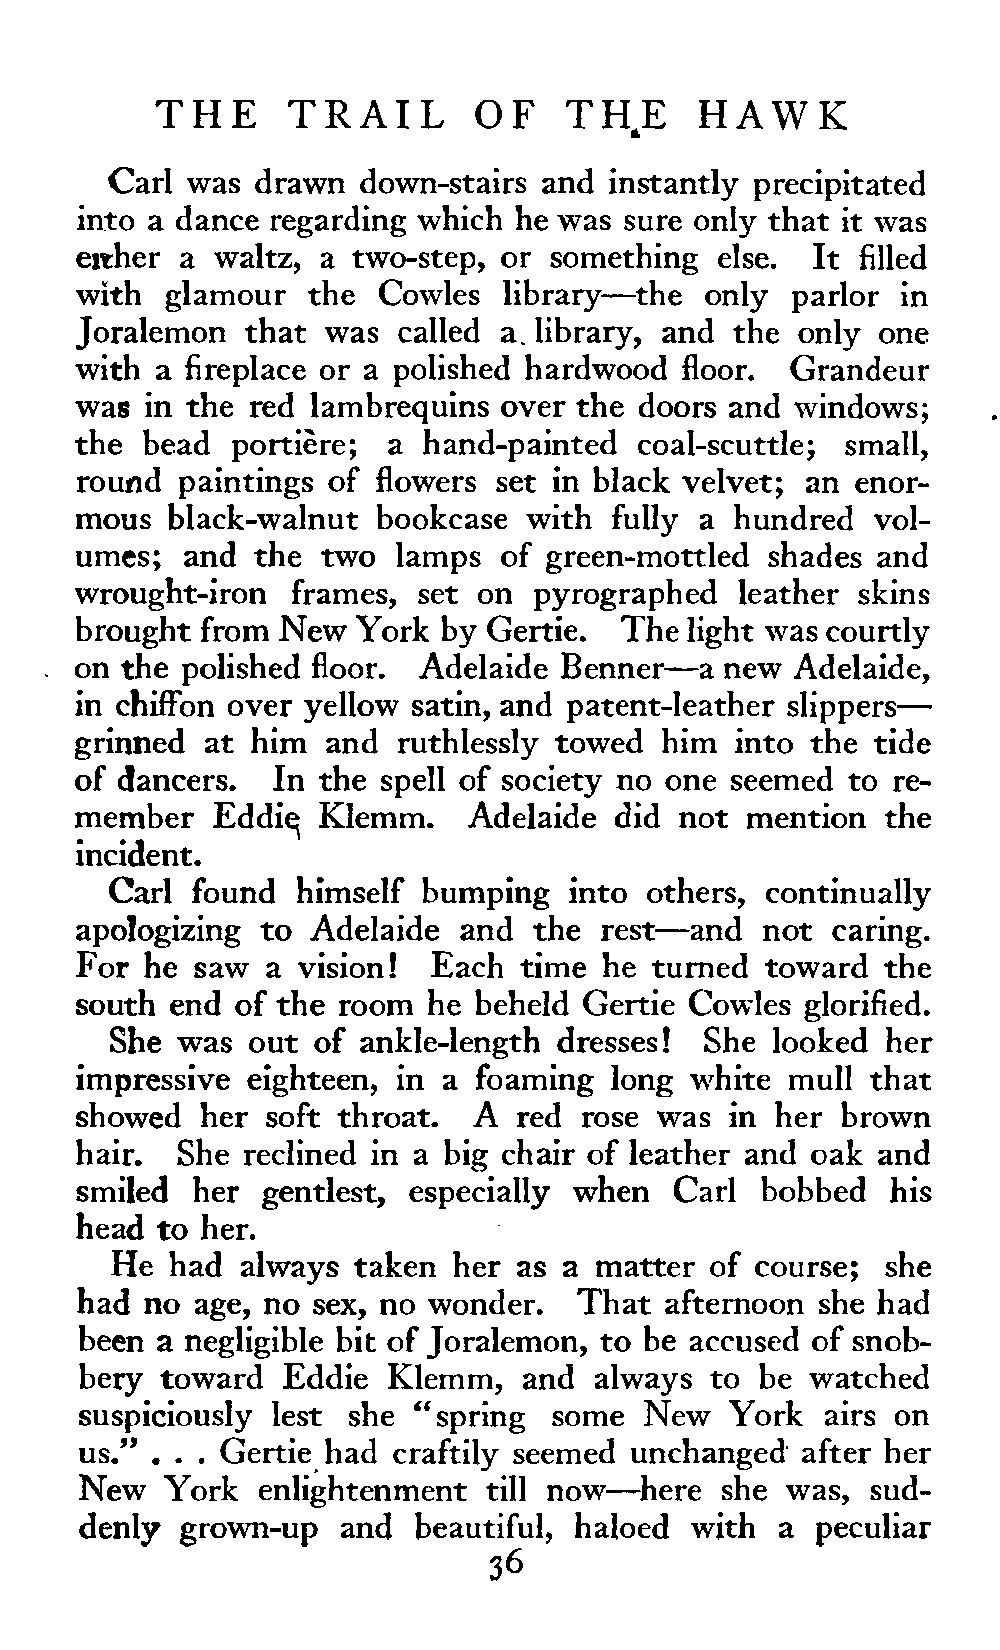 THE TRAIL OF THE HAWK
Carl was drawn down-stairs and instantly precipitated
into a dance regarding which he was sure only that it was
either a waltz, a two-step, or something else. It filled
with glamour the Cowles library—the only parlor in
Joralemon that was called a library, and the only one
with a fireplace or a polished hardwood floor. Grandeur
was in the red lambrequins over the doors and windows;
the bead portière; a hand-painted coal-scuttle; small,
round paintings of flowers set in black velvet; an enor-
mous black-walnut bookcase with fully a hundred vol-
umes; and the two lamps of green-mottled shades and
wrought-iron frames, set on pyrographed leather skins
brought from New York by Gertie. The light was courtly
on the polished floor. Adelaide Benner—a new Adelaide,
in chiffon over yellow satin, and patent-leather slippers—
grinned at him and ruthlessly towed him into the tide
of dancers. In the spell of society no one seemed to re-
member Eddie Klemm. Adelaide did not mention the
incident.
Carl found himself bumping into others, continually
apologizing to Adelaide and the rest—and not caring.
For he saw a vision! Each time he turned toward the
south end of the room he beheld Gertie Cowles glorified.
She was out of ankle-length dresses! She looked her
impressive eighteen, in a foaming long white mull that
showed her soft throat. A red rose was in her brown
hair. She reclined in a big chair of leather and oak and
smiled her gentlest, especially when Carl bobbed his
head to her.
He had always taken her as a matter of course; she
had no age, no sex, no wonder. That afternoon she had
been a negligible bit of Joralemon, to be accused of snob-
bery toward Eddie Klemm, and always to be watched
suspiciously lest she “spring some New York airs on
us.” . . . Gertie had craftily seemed unchanged after her
New York enlightenment till now—here she was, sud-
denly grown-up and beautiful, haloed with a peculiar
36